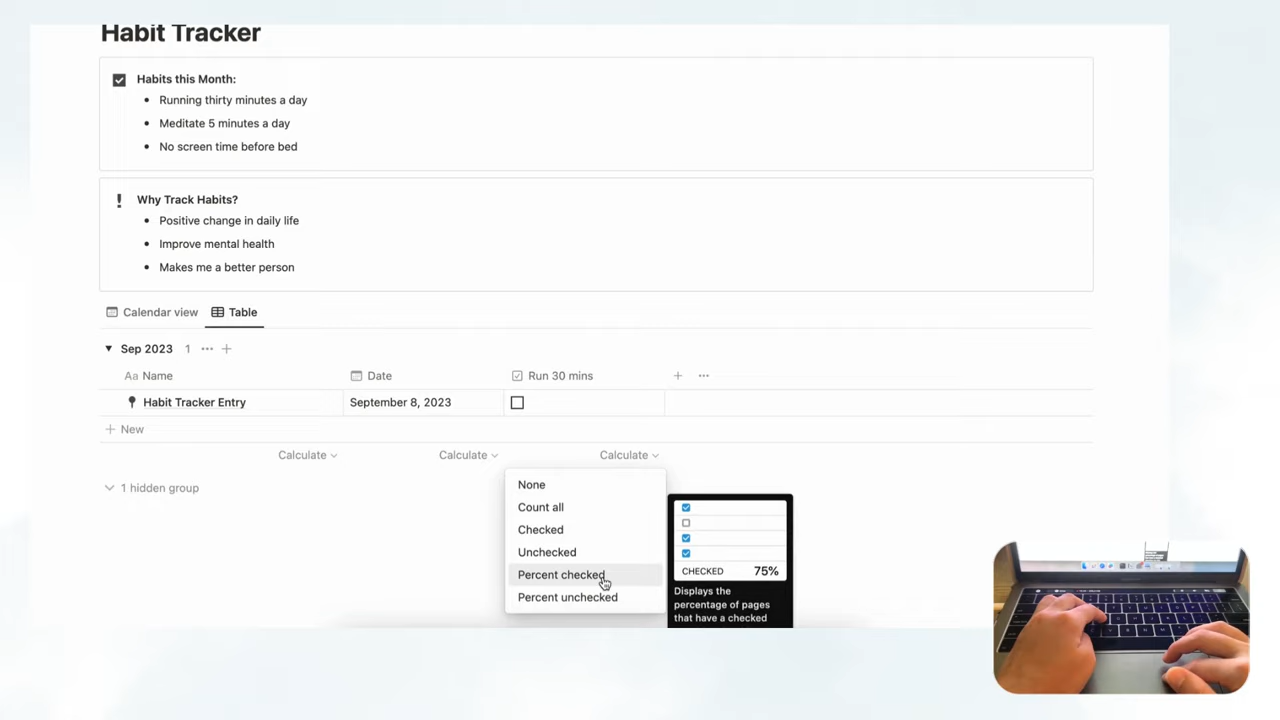 Habit Tracker
Habits this Month:
• Running thirty minutes a day
• Meditate 5 minutes a day
• No screen time before bed
Why Track Habits?
• Positive change in daily life
• Improve mental health
• Makes me a better person
Calendar view Table
Sep 2023 1 ••• +
Aa Name Date Run 30 mins + •••
Habit Tracker Entry September 8, 2023
+ New
Calculate Calculate Calculate
1 hidden group
None
Count all
Checked
Unchecked
Percent checked
Percent unchecked
CHECKED 75%
Displays the
percentage of pages
that have a checked